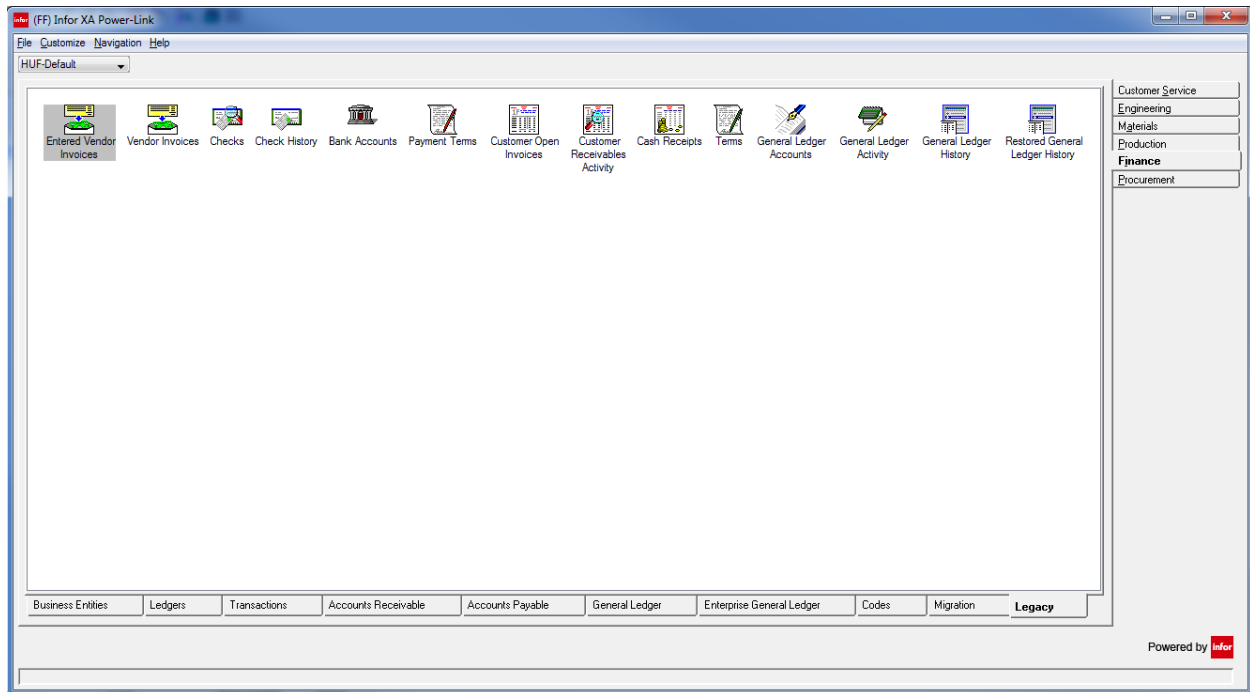 infor (FF) Infor XA Power-Link
File Customize Navigation Help
HUF-Default
Entered Vendor Invoices
Vendor Invoices
Checks
Check History
Bank Accounts
Payment Terms
Customer Open Invoices
Customer Receivables Activity
Cash Receipts
Terms
General Ledger Accounts
General Ledger Activity
General Ledger History
Restored General Ledger History
Customer Service
Engineering
Materials
Production
Finance
Procurement
Business Entities
Ledgers
Transactions
Accounts Receivable
Accounts Payable
General Ledger
Enterprise General Ledger
Codes
Migration
Legacy
Powered by infor